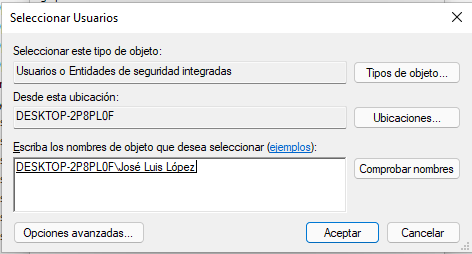 Seleccionar Usuarios
Seleccionar este tipo de objeto:
Usuarios o Entidades de seguridad integradas
Tipos de objeto...
Desde esta ubicación:
DESKTOP-2P8PL0F
Ubicaciones...
Escriba los nombres de objeto que desea seleccionar (ejemplos):
DESKTOP-2P8PL0F\José Luis López
Comprobar nombres
Opciones avanzadas...
Aceptar
Cancelar